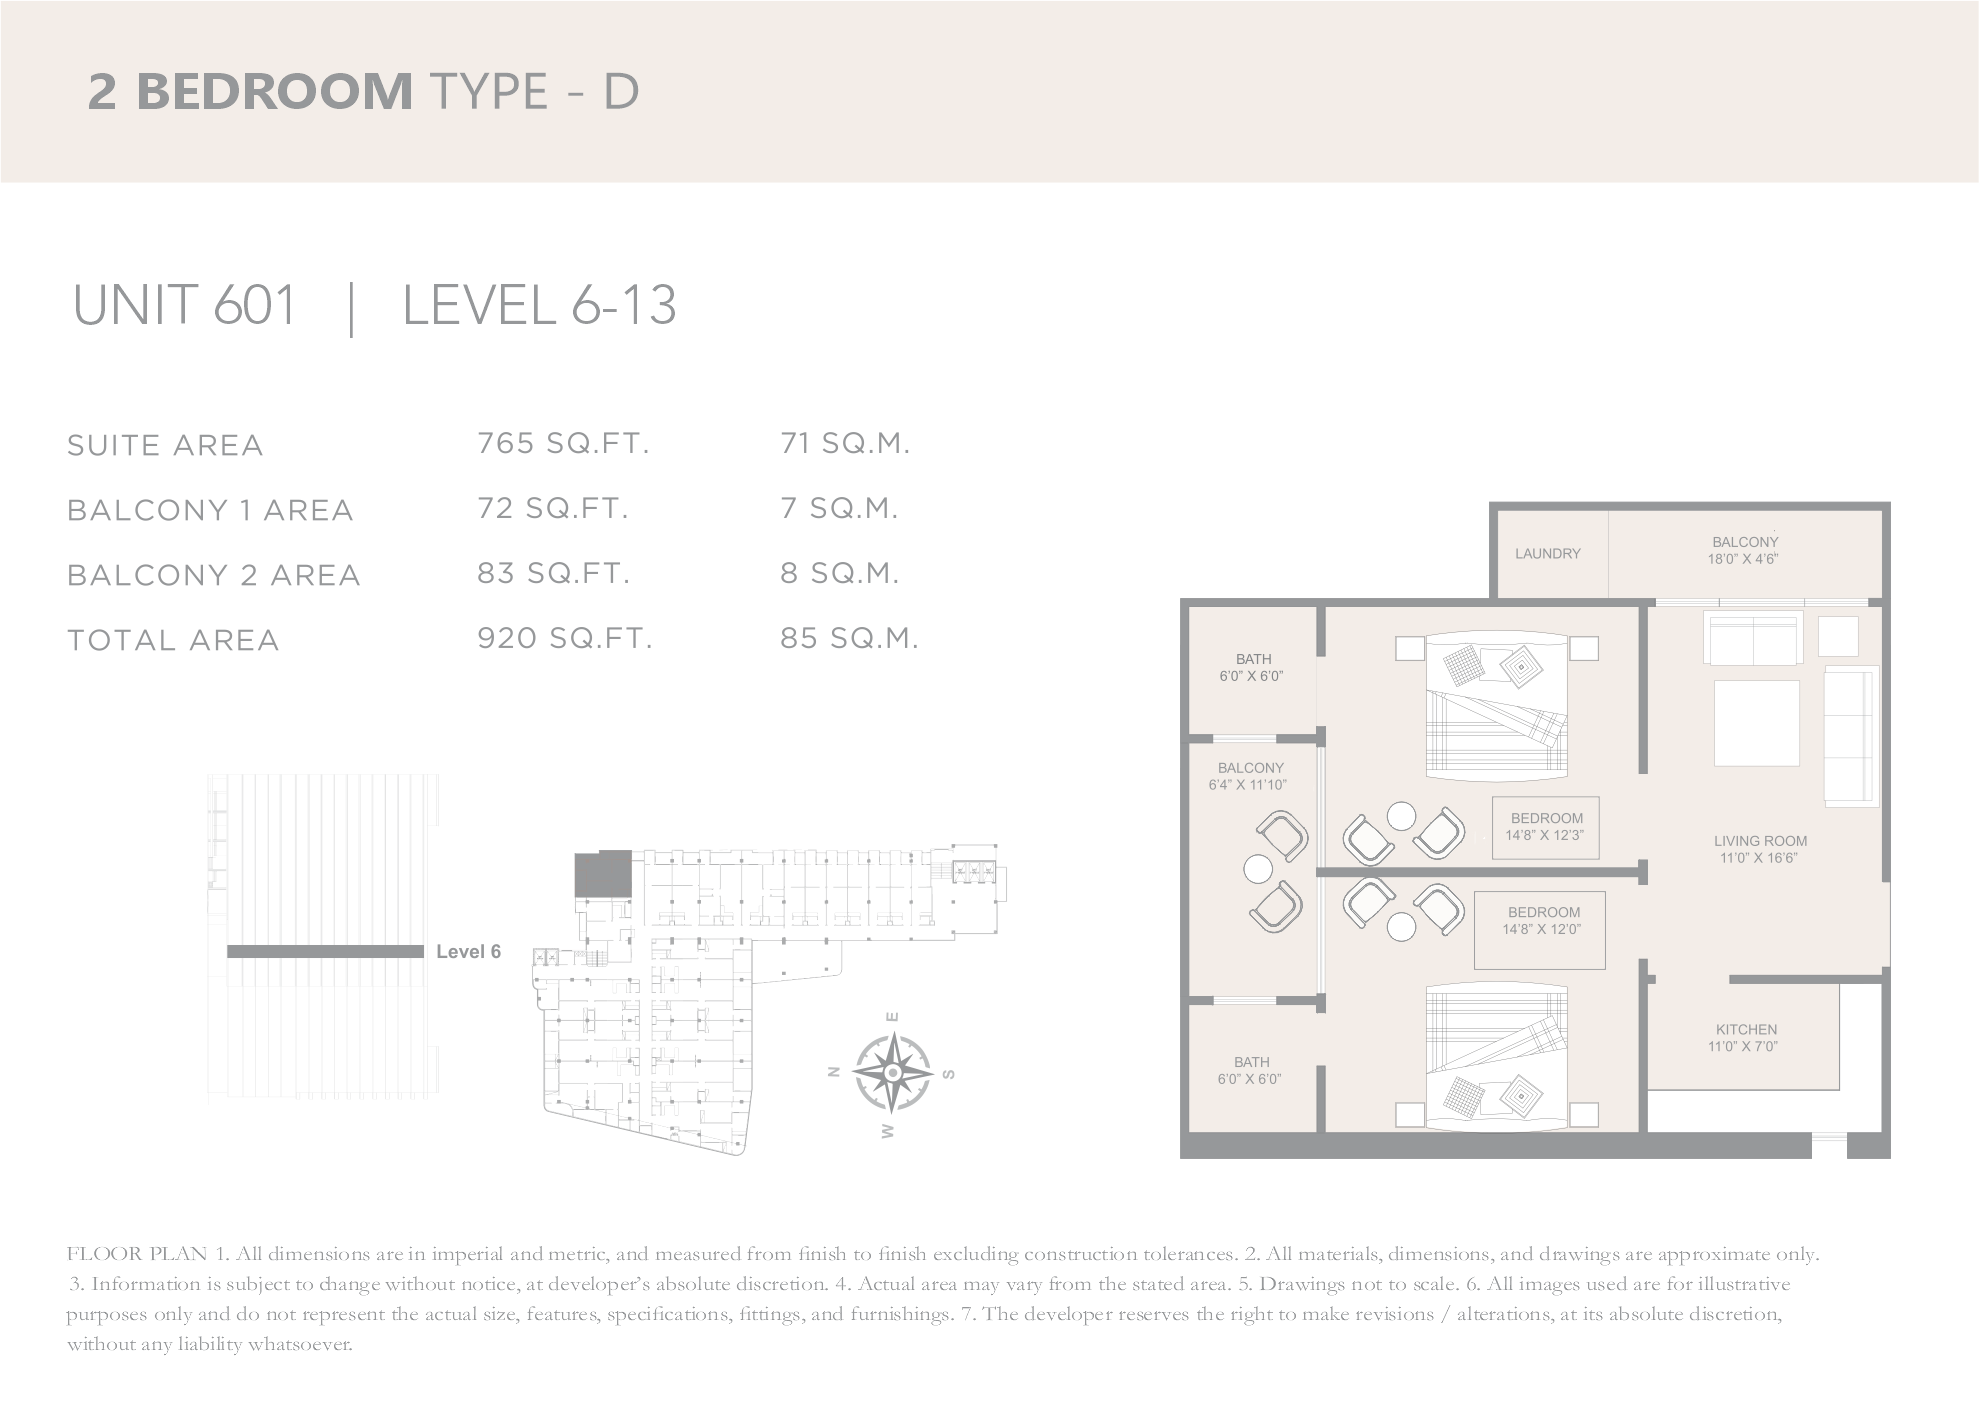 2 BEDROOM TYPE - D
UNIT 601 | LEVEL 6-13
SUITE AREA 765 SQ.FT. 71 SQ.M.
BALCONY 1 AREA 72 SQ.FT. 7 SQ.M.
BALCONY 2 AREA 83 SQ.FT. 8 SQ.M.
TOTAL AREA 920 SQ.FT. 85 SQ.M.
Level 6
E
N
S
W
LAUNDRY
BALCONY
18'0" X 4'6"
BATH
6'0" X 6'0"
BALCONY
6'4" X 11'10"
BEDROOM
14'8" X 12'3"
LIVING ROOM
11'0" X 16'6"
BEDROOM
14'8" X 12'0"
KITCHEN
11'0" X 7'0"
BATH
6'0" X 6'0"
FLOOR PLAN 1. All dimensions are in imperial and metric, and measured from finish to finish excluding construction tolerances. 2. All materials, dimensions, and drawings are approximate only.
3. Information is subject to change without notice, at developer's absolute discretion. 4. Actual area may vary from the stated area. 5. Drawings not to scale. 6. All images used are for illustrative
purposes only and do not represent the actual size, features, specifications, fittings, and furnishings. 7. The developer reserves the right to make revisions / alterations, at its absolute discretion,
without any liability whatsoever.